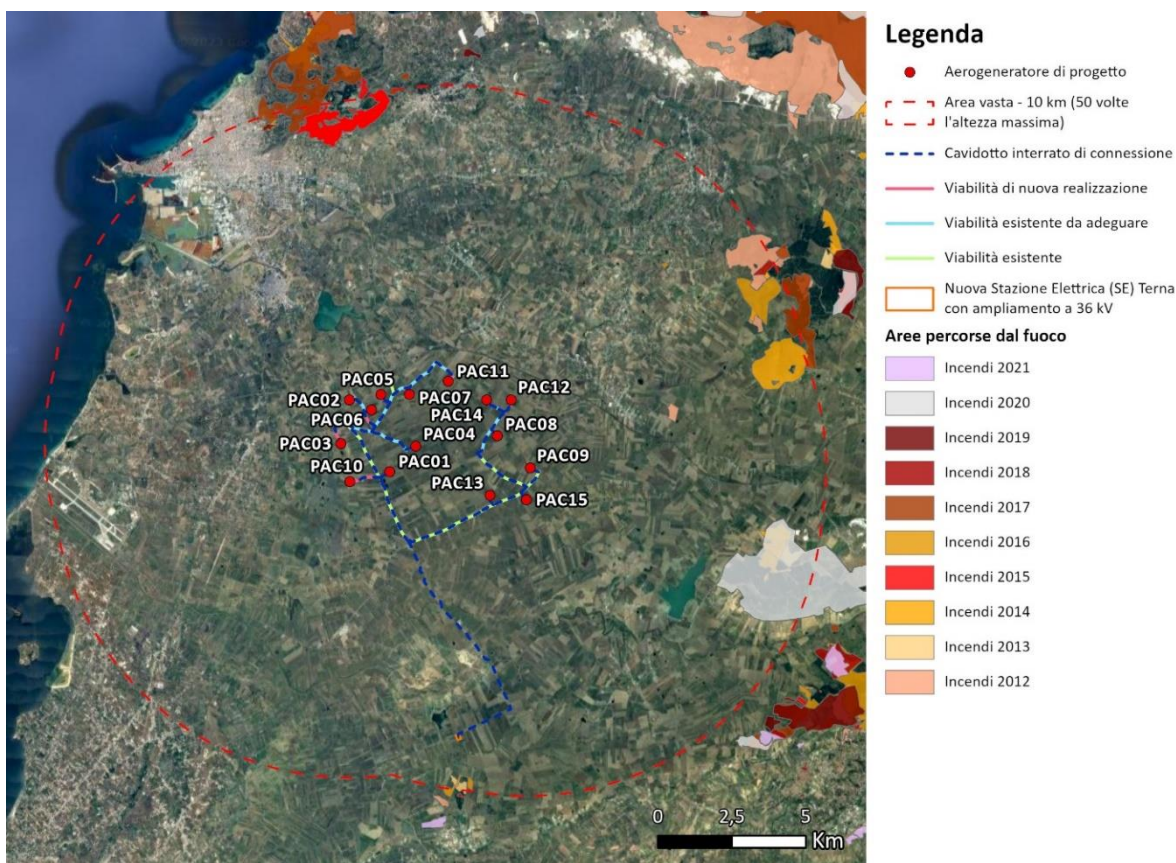 PAC05
PAC11
PAC02
PAC07
PAC12
PAC14
PAC06
PAC08
PAC03
PAC04
PAC01
PAC09
PAC10
PAC13
PAC15
0 2,5 5
Km
Legenda
Aerogeneratore di progetto
Area vasta - 10 km (50 volte
l'altezza massima)
Cavidotto interrato di connessione
Viabilità di nuova realizzazione
Viabilità esistente da adeguare
Viabilità esistente
Nuova Stazione Elettrica (SE) Terna
con ampliamento a 36 kV
Aree percorse dal fuoco
Incendi 2021
Incendi 2020
Incendi 2019
Incendi 2018
Incendi 2017
Incendi 2016
Incendi 2015
Incendi 2014
Incendi 2013
Incendi 2012